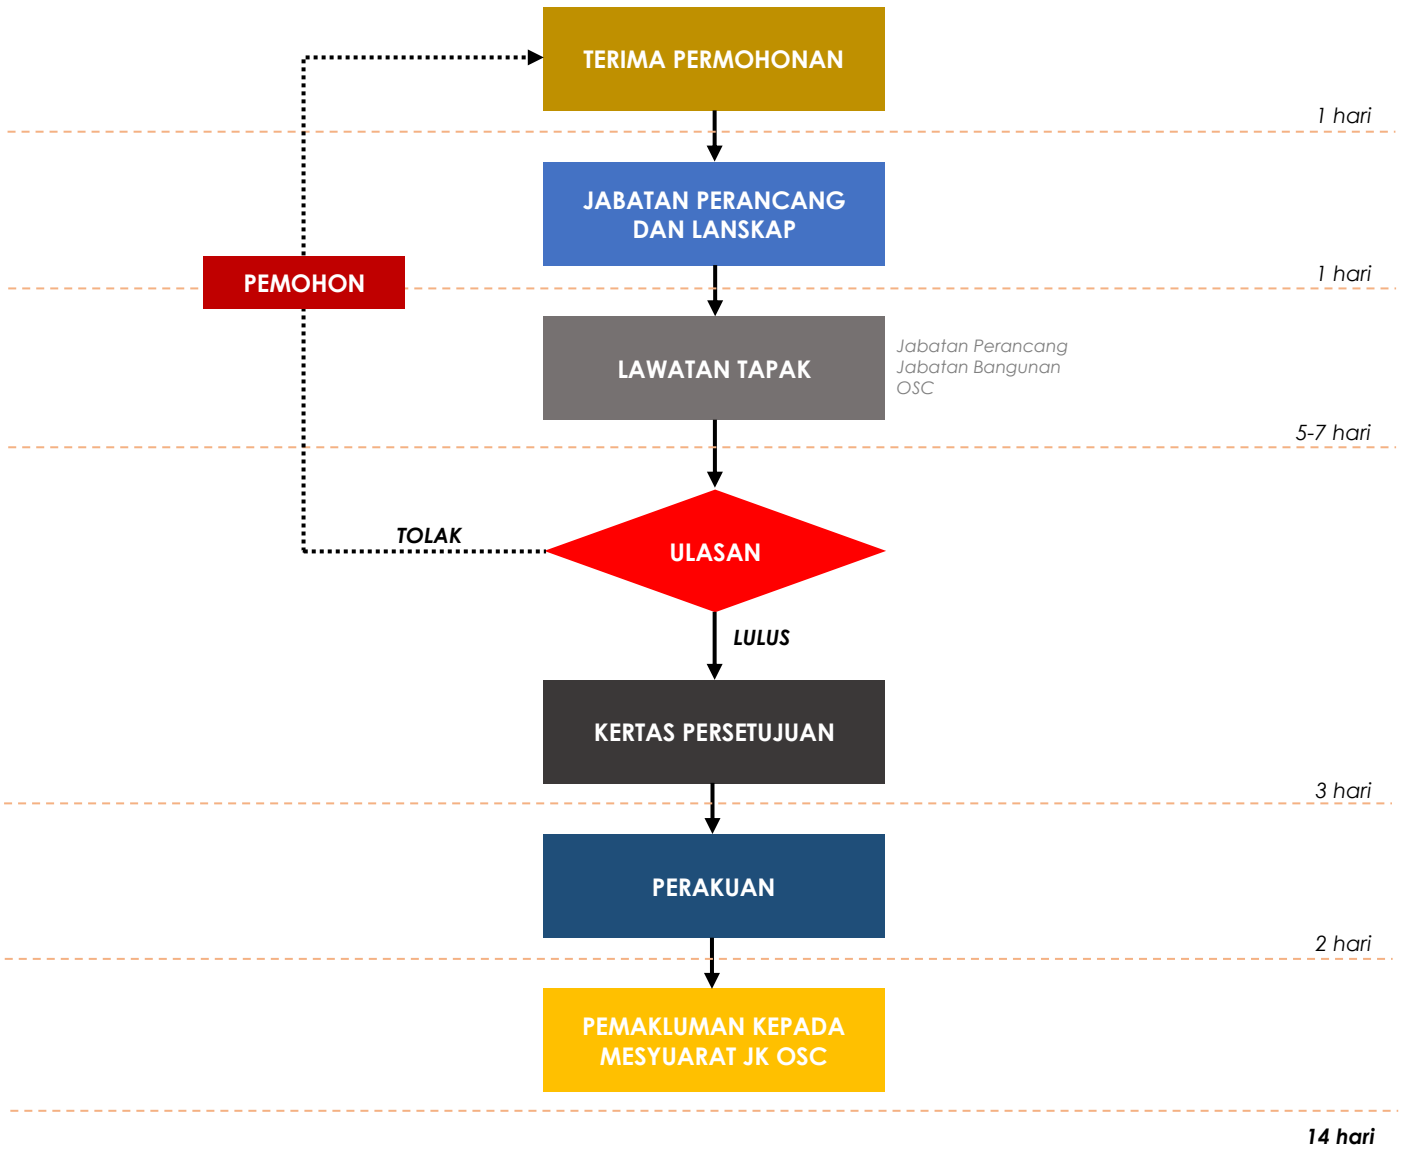 TERIMA PERMOHONAN
1 hari
JABATAN PERANCANG
DAN LANSKAP
PEMOHON
1 hari
LAWATAN TAPAK
Jabatan Perancang
Jabatan Bangunan
OSC
5-7 hari
TOLAK
ULASAN
LULUS
KERTAS PERSETUJUAN
3 hari
PERAKUAN
2 hari
PEMAKLUMAN KEPADA
MESYUARAT JK OSC
14 hari